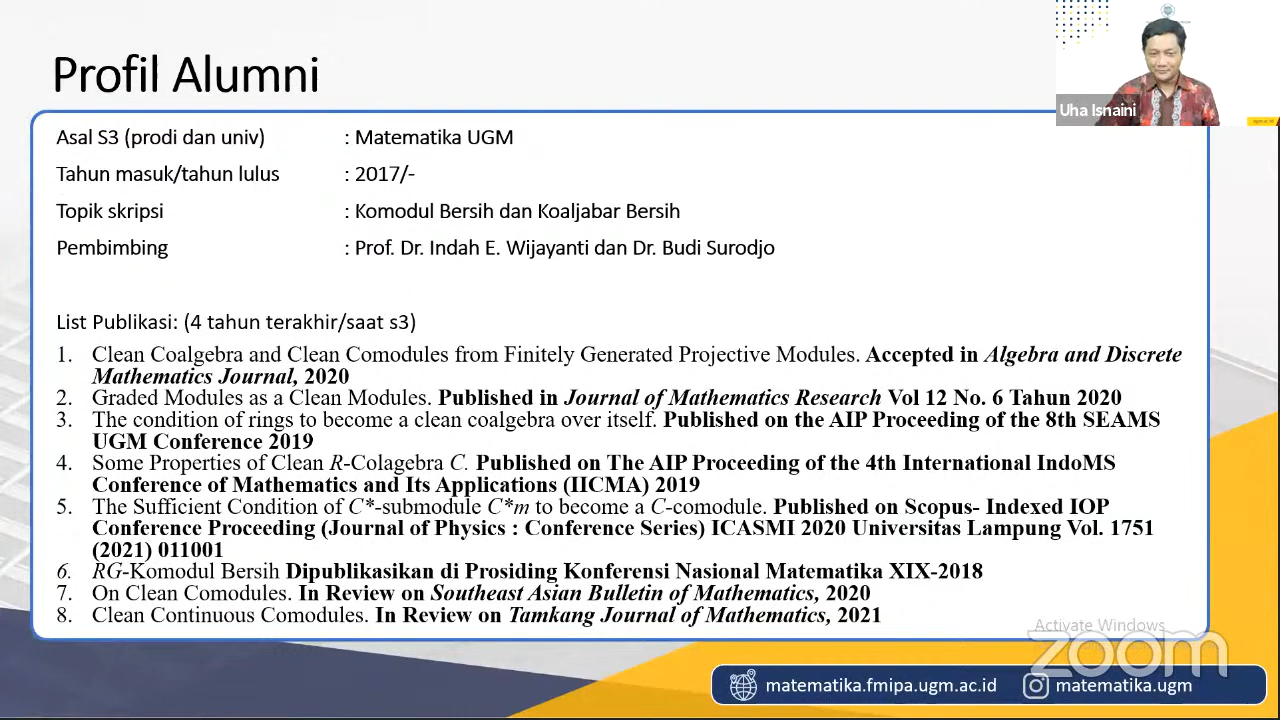 Profil Alumni
Uha Isnaini
Asal S3 (prodi dan univ) : Matematika UGM
Tahun masuk/tahun lulus : 2017/-
Topik skripsi : Komodul Bersih dan Koaljabar Bersih
Pembimbing : Prof. Dr. Indah E. Wijayanti dan Dr. Budi Surodjo
List Publikasi: (4 tahun terakhir/saat s3)
1. Clean Coalgebra and Clean Comodules from Finitely Generated Projective Modules. Accepted in Algebra and Discrete
Mathematics Journal, 2020
2. Graded Modules as a Clean Modules. Published in Journal of Mathematics Research Vol 12 No. 6 Tahun 2020
3. The condition of rings to become a clean coalgebra over itself. Published on the AIP Proceeding of the 8th SEAMS
UGM Conference 2019
4. Some Properties of Clean R-Colagebra C. Published on The AIP Proceeding of the 4th International IndoMS
Conference of Mathematics and Its Applications (IICMA) 2019
5. The Sufficient Condition of C*-submodule C*m to become a C-comodule. Published on Scopus- Indexed IOP
Conference Proceeding (Journal of Physics : Conference Series) ICASMI 2020 Universitas Lampung Vol. 1751
(2021) 011001
6. RG-Komodul Bersih Dipublikasikan di Prosiding Konferensi Nasional Matematika XIX-2018
7. On Clean Comodules. In Review on Southeast Asian Bulletin of Mathematics, 2020
8. Clean Continuous Comodules. In Review on Tamkang Journal of Mathematics, 2021
Activate Windows
zoom
matematika.fmipa.ugm.ac.id matematika.ugm